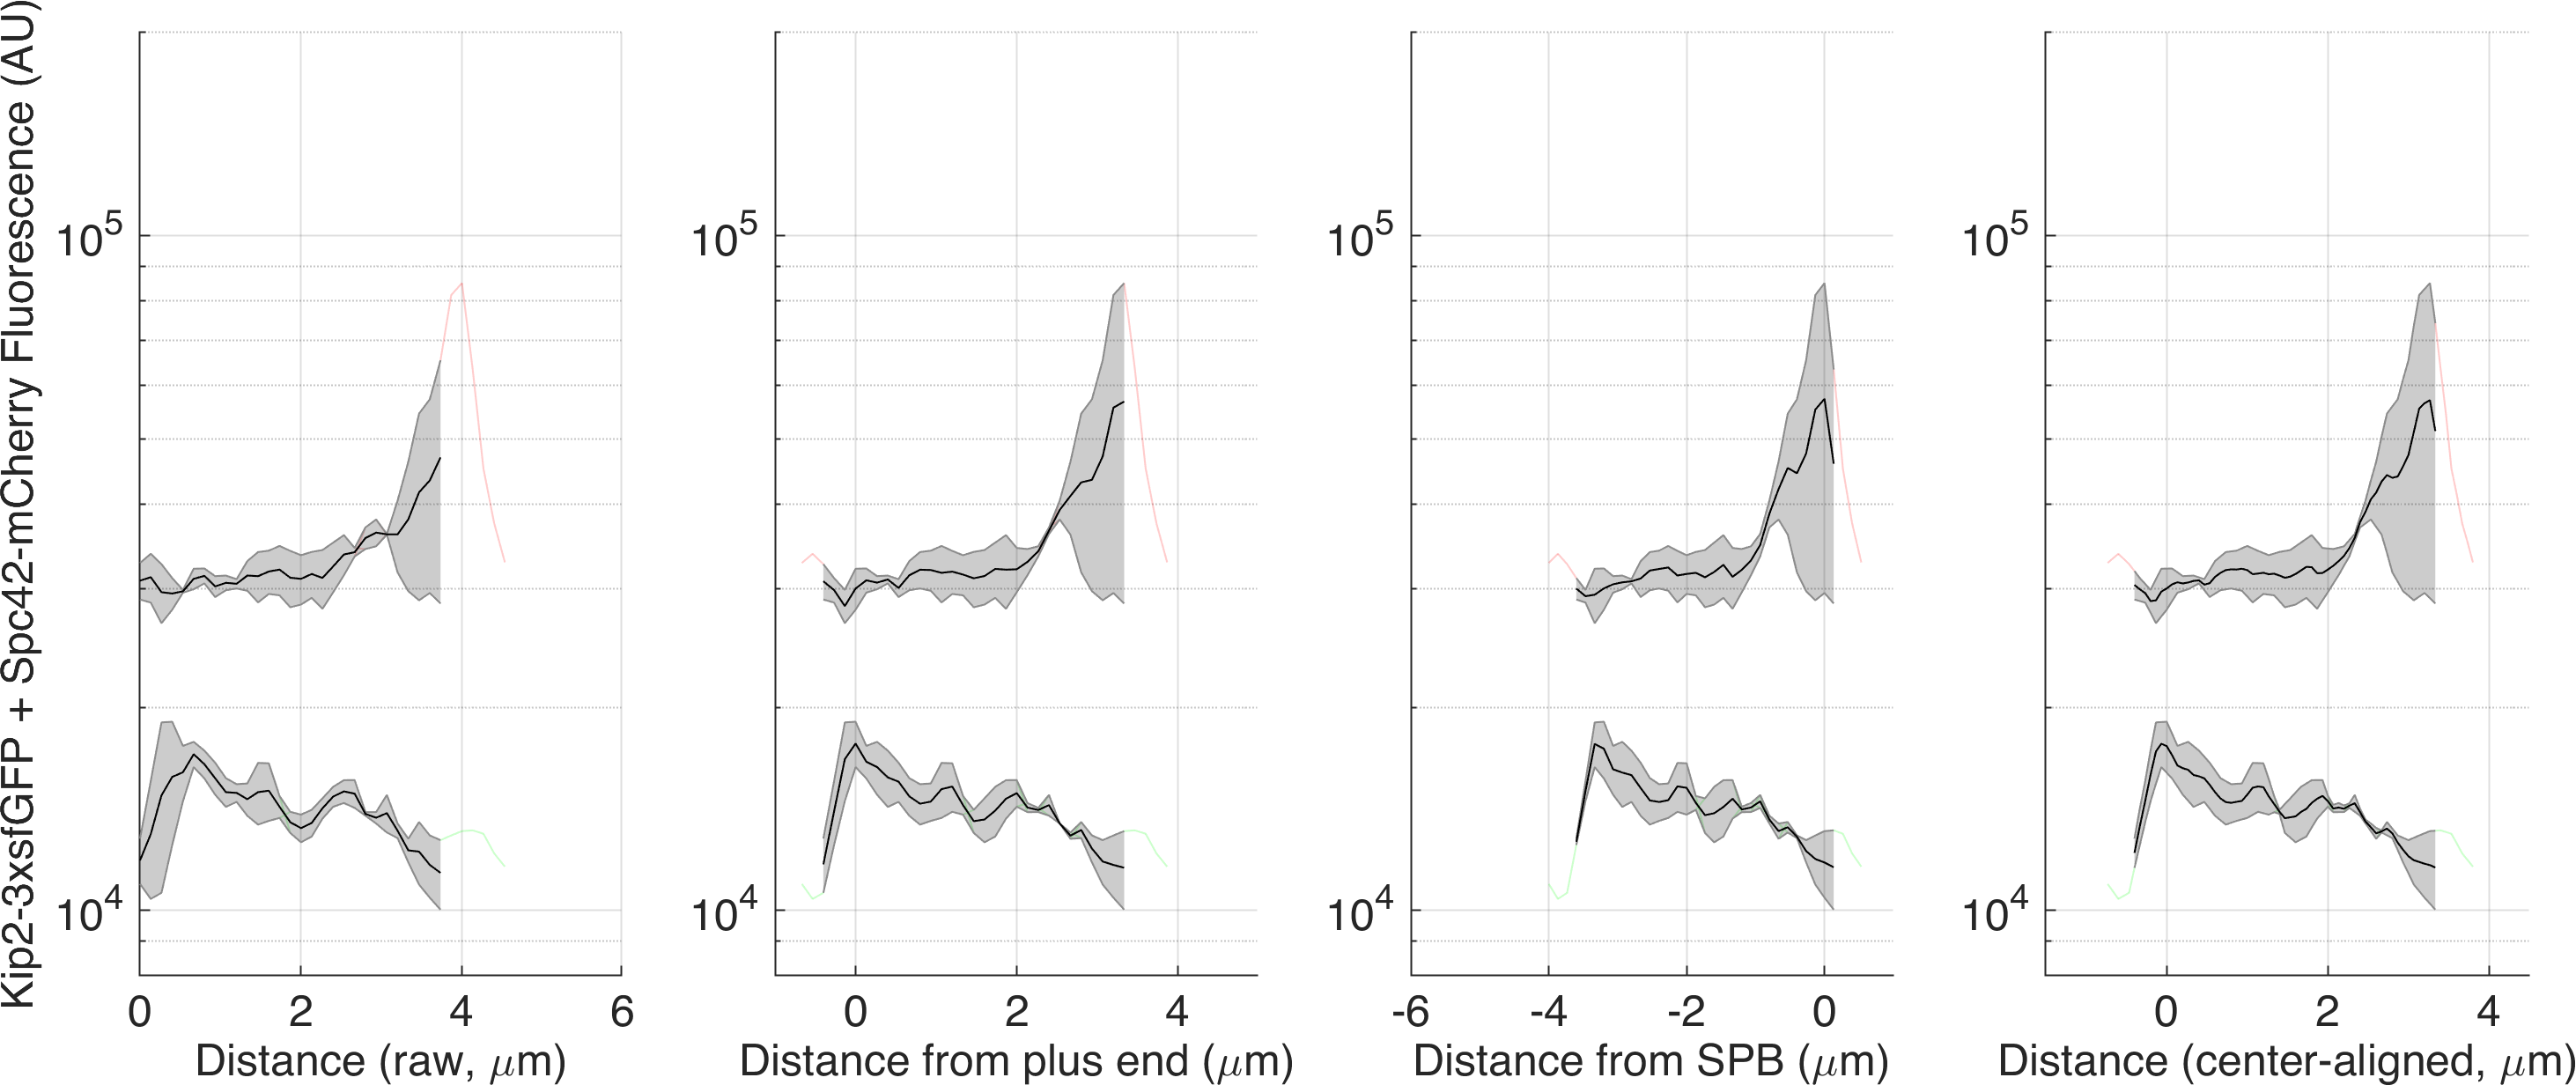 Kip2-3xsfGFP + Spc42-mCherry Fluorescence (AU)
10^5
10^4
0 2 4 6
Distance (raw, μm)
10^5
10^4
0 2 4
Distance from plus end (μm)
10^5
10^4
-6 -4 -2 0
Distance from SPB (μm)
10^5
10^4
0 2 4
Distance (center-aligned, μm)